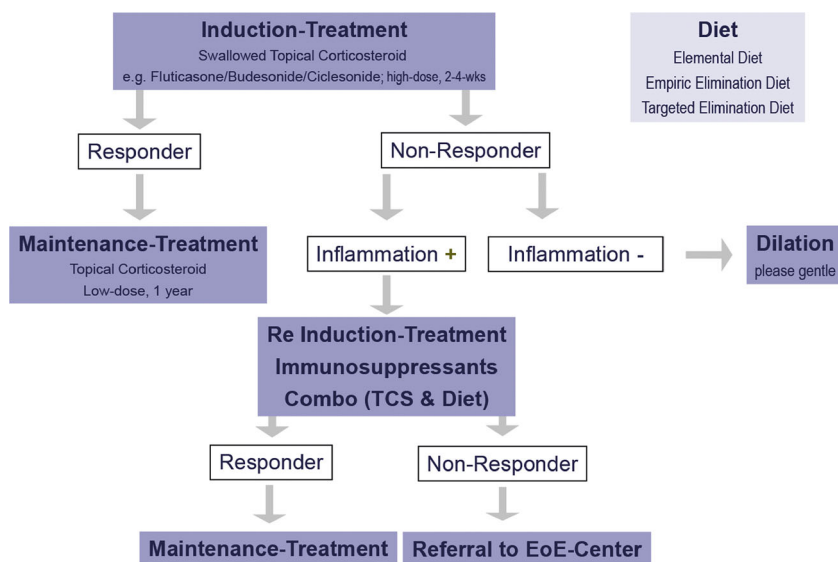 Induction-Treatment
Swallowed Topical Corticosteroid
e.g. Fluticasone/Budesonide/Ciclesonide; high-dose, 2-4-wks
Diet
Elemental Diet
Empiric Elimination Diet
Targeted Elimination Diet
Responder
Non-Responder
Maintenance-Treatment
Topical Corticosteroid
Low-dose, 1 year
Inflammation +
Inflammation -
Dilation
please gentle
Re Induction-Treatment
Immunosuppressants
Combo (TCS & Diet)
Responder
Non-Responder
Maintenance-Treatment
Referral to EoE-Center